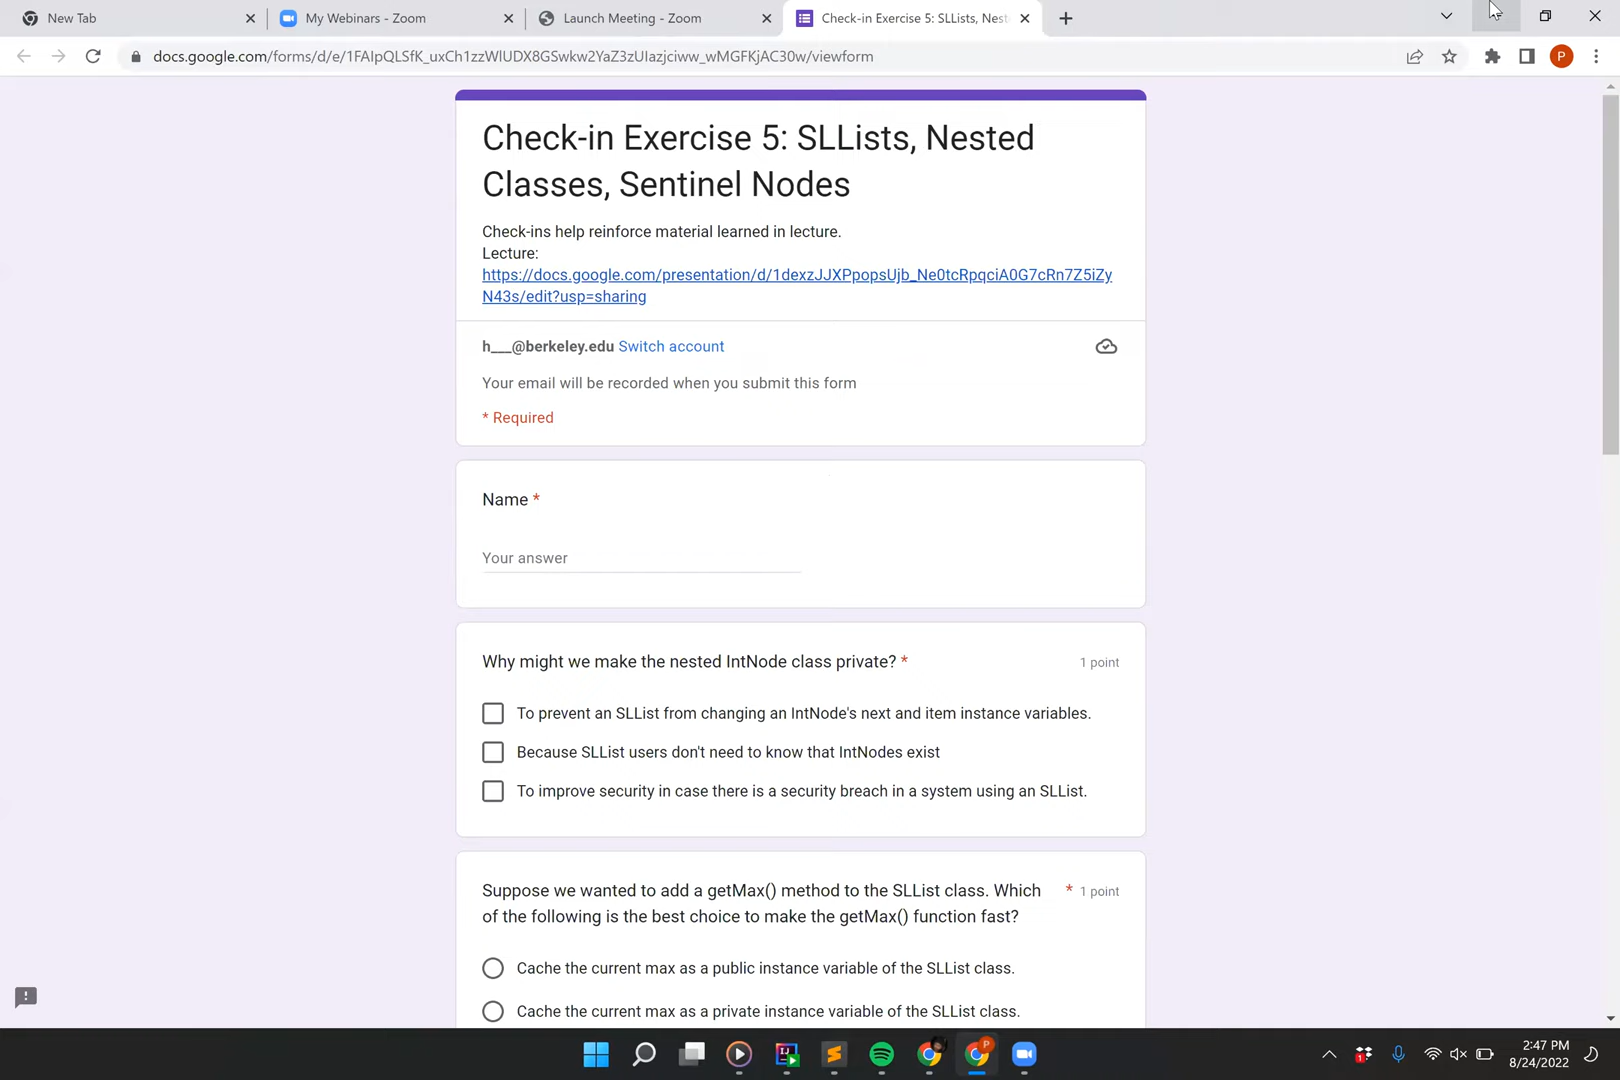 New Tab
My Webinars - Zoom
Launch Meeting - Zoom
Check-in Exercise 5: SLLists, Nest
docs.google.com/forms/d/e/1FAIpQLSfK_uxCh1zzWlUDX8GSwkw2YaZ3zUIazjciww_wMGFKjAC30w/viewform
P
Check-in Exercise 5: SLLists, Nested
Classes, Sentinel Nodes
Check-ins help reinforce material learned in lecture.
Lecture:
https://docs.google.com/presentation/d/1dexzJJXPpopsUjb_Ne0tcRpqciA0G7cRn7Z5iZy
N43s/edit?usp=sharing
h___@berkeley.edu Switch account
Your email will be recorded when you submit this form
* Required
Name *
Your answer
Why might we make the nested IntNode class private? * 1 point
To prevent an SLList from changing an IntNode's next and item instance variables.
Because SLList users don't need to know that IntNodes exist
To improve security in case there is a security breach in a system using an SLList.
Suppose we wanted to add a getMax() method to the SLList class. Which * 1 point
of the following is the best choice to make the getMax() function fast?
Cache the current max as a public instance variable of the SLList class.
Cache the current max as a private instance variable of the SLList class.
IJ
P
1
2:47 PM
8/24/2022